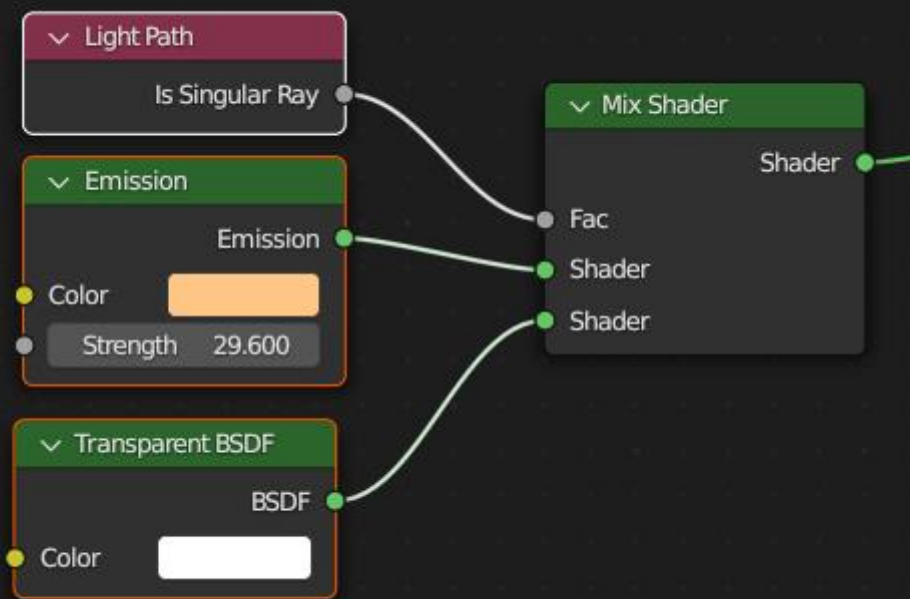 Light Path
Is Singular Ray
Emission
Emission
Color
Strength 29.600
Transparent BSDF
BSDF
Color
Mix Shader
Shader
Fac
Shader
Shader